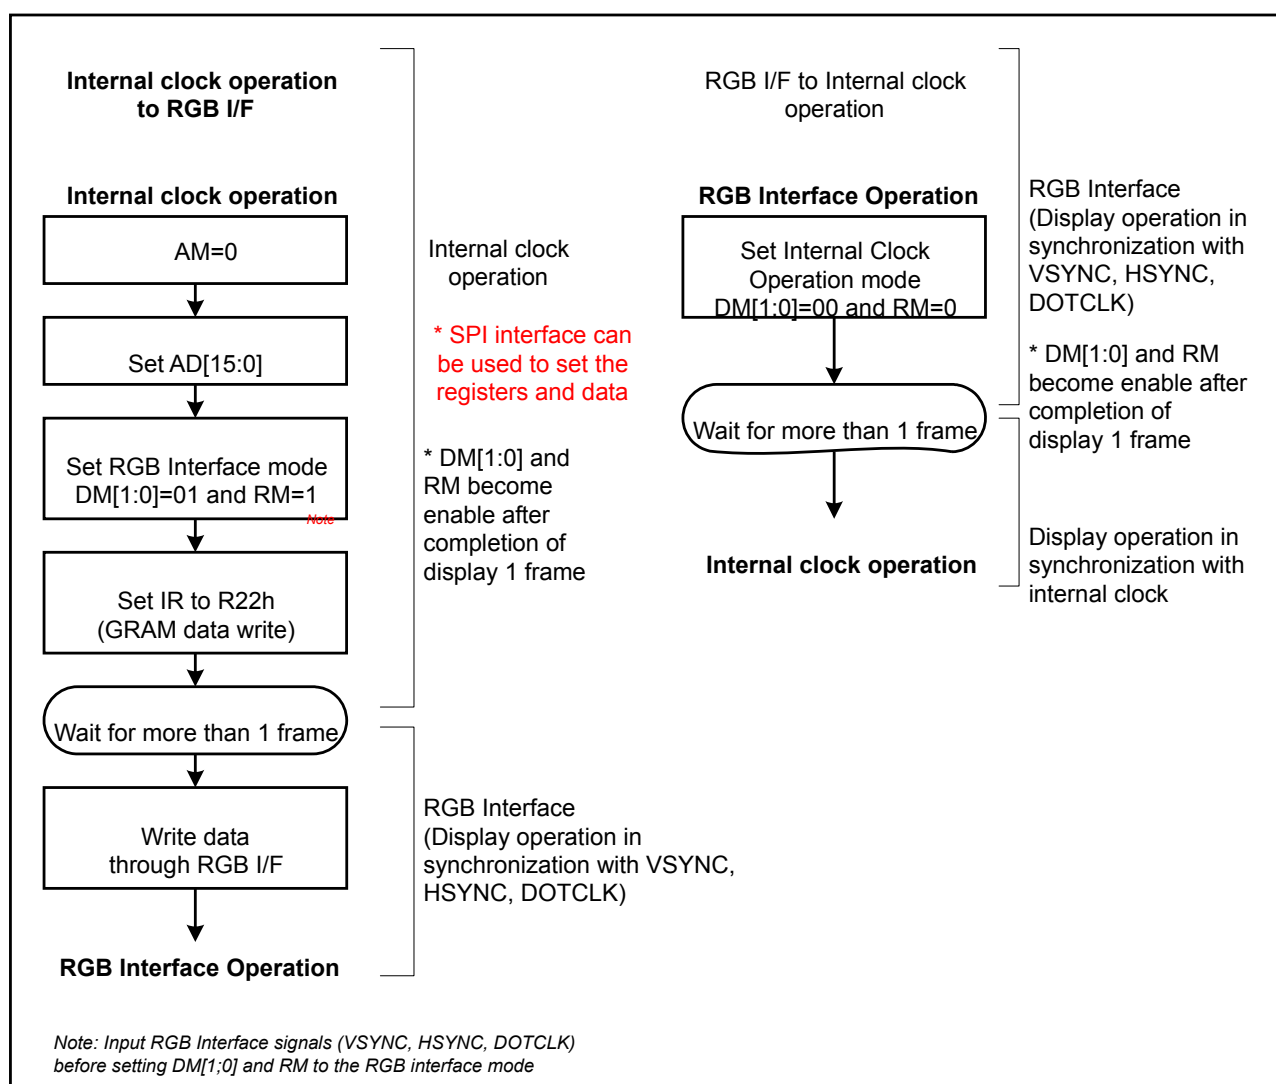 Internal clock operation
to RGB I/F
Internal clock operation
AM=0
Set AD[15:0]
Set RGB Interface mode
DM[1:0]=01 and RM=1
Note
Set IR to R22h
(GRAM data write)
Wait for more than 1 frame
Write data
through RGB I/F
RGB Interface Operation
Internal clock
operation
* SPI interface can
be used to set the
registers and data
* DM[1:0] and
RM become
enable after
completion of
display 1 frame
RGB Interface
(Display operation in
synchronization with VSYNC,
HSYNC, DOTCLK)
RGB I/F to Internal clock
operation
RGB Interface Operation
Set Internal Clock
Operation mode
DM[1:0]=00 and RM=0
Wait for more than 1 frame
Internal clock operation
RGB Interface
(Display operation in
synchronization with
VSYNC, HSYNC,
DOTCLK)
* DM[1:0] and RM
become enable after
completion of
display 1 frame
Display operation in
synchronization with
internal clock
Note: Input RGB Interface signals (VSYNC, HSYNC, DOTCLK)
before setting DM[1;0] and RM to the RGB interface mode